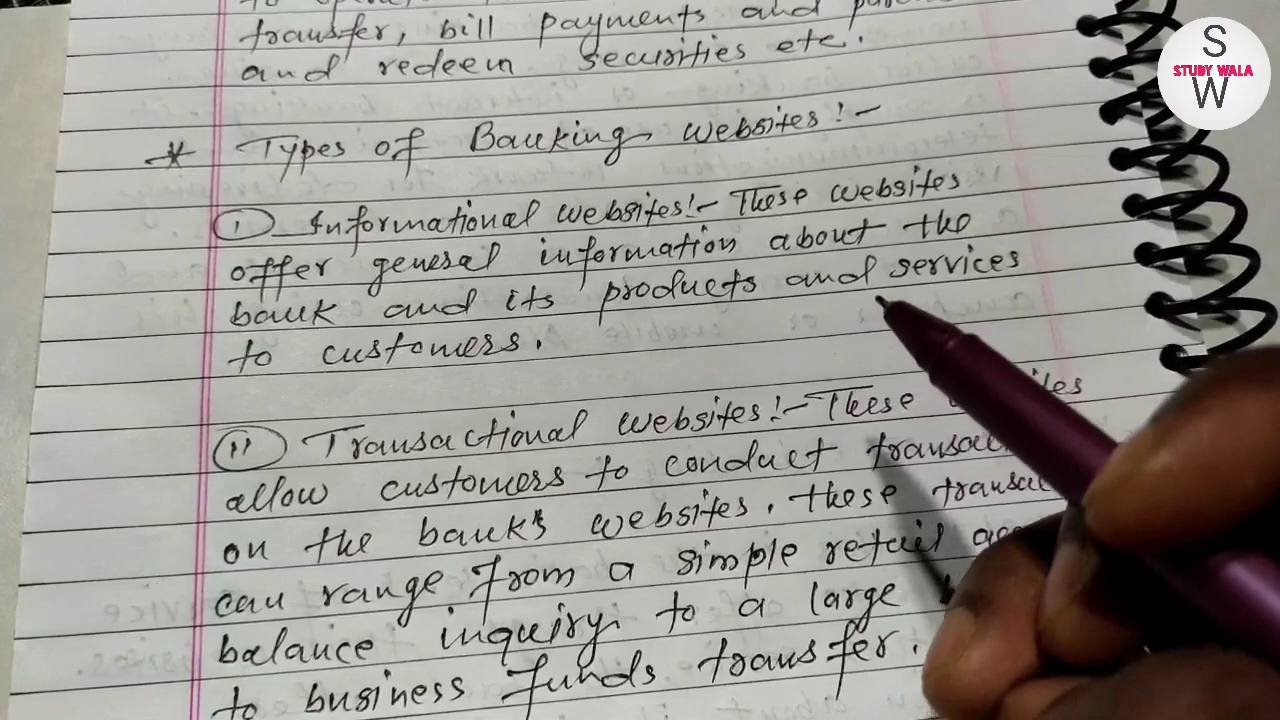 transfer, bill payments and
and redeem securities etc.
* Types of Banking websites!-
(i) Informational websites!- These websites
offer general information about the
bank and its products and services
to customers.
(ii) Transactional websites!- These
allow customers to conduct
on the bank's websites. these
can range from a simple retail
balance inquiry to a large
to business funds transfer.
S
STUDY WALA
W